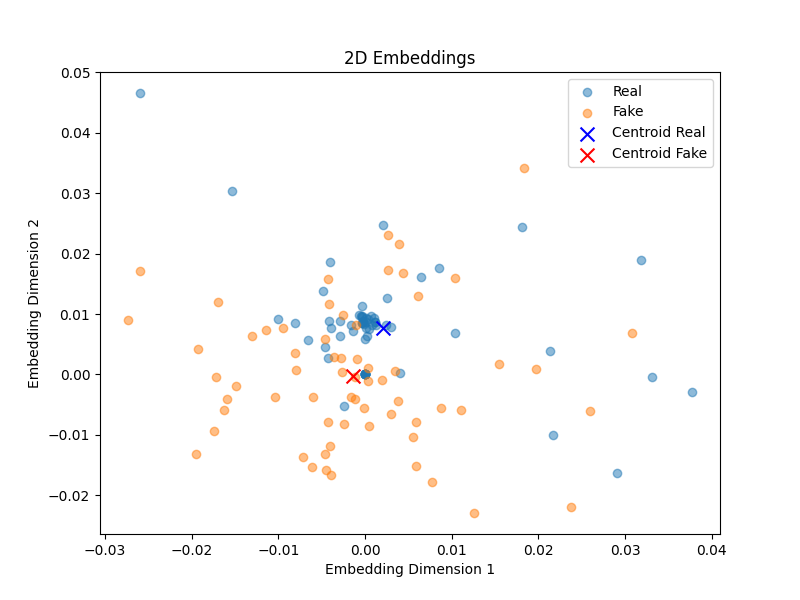 2D Embeddings
Real
Fake
Centroid Real
Centroid Fake
0.05
0.04
0.03
0.02
0.01
0.00
−0.01
−0.02
Embedding Dimension 2
−0.03
−0.02
−0.01
0.00
0.01
0.02
0.03
0.04
Embedding Dimension 1